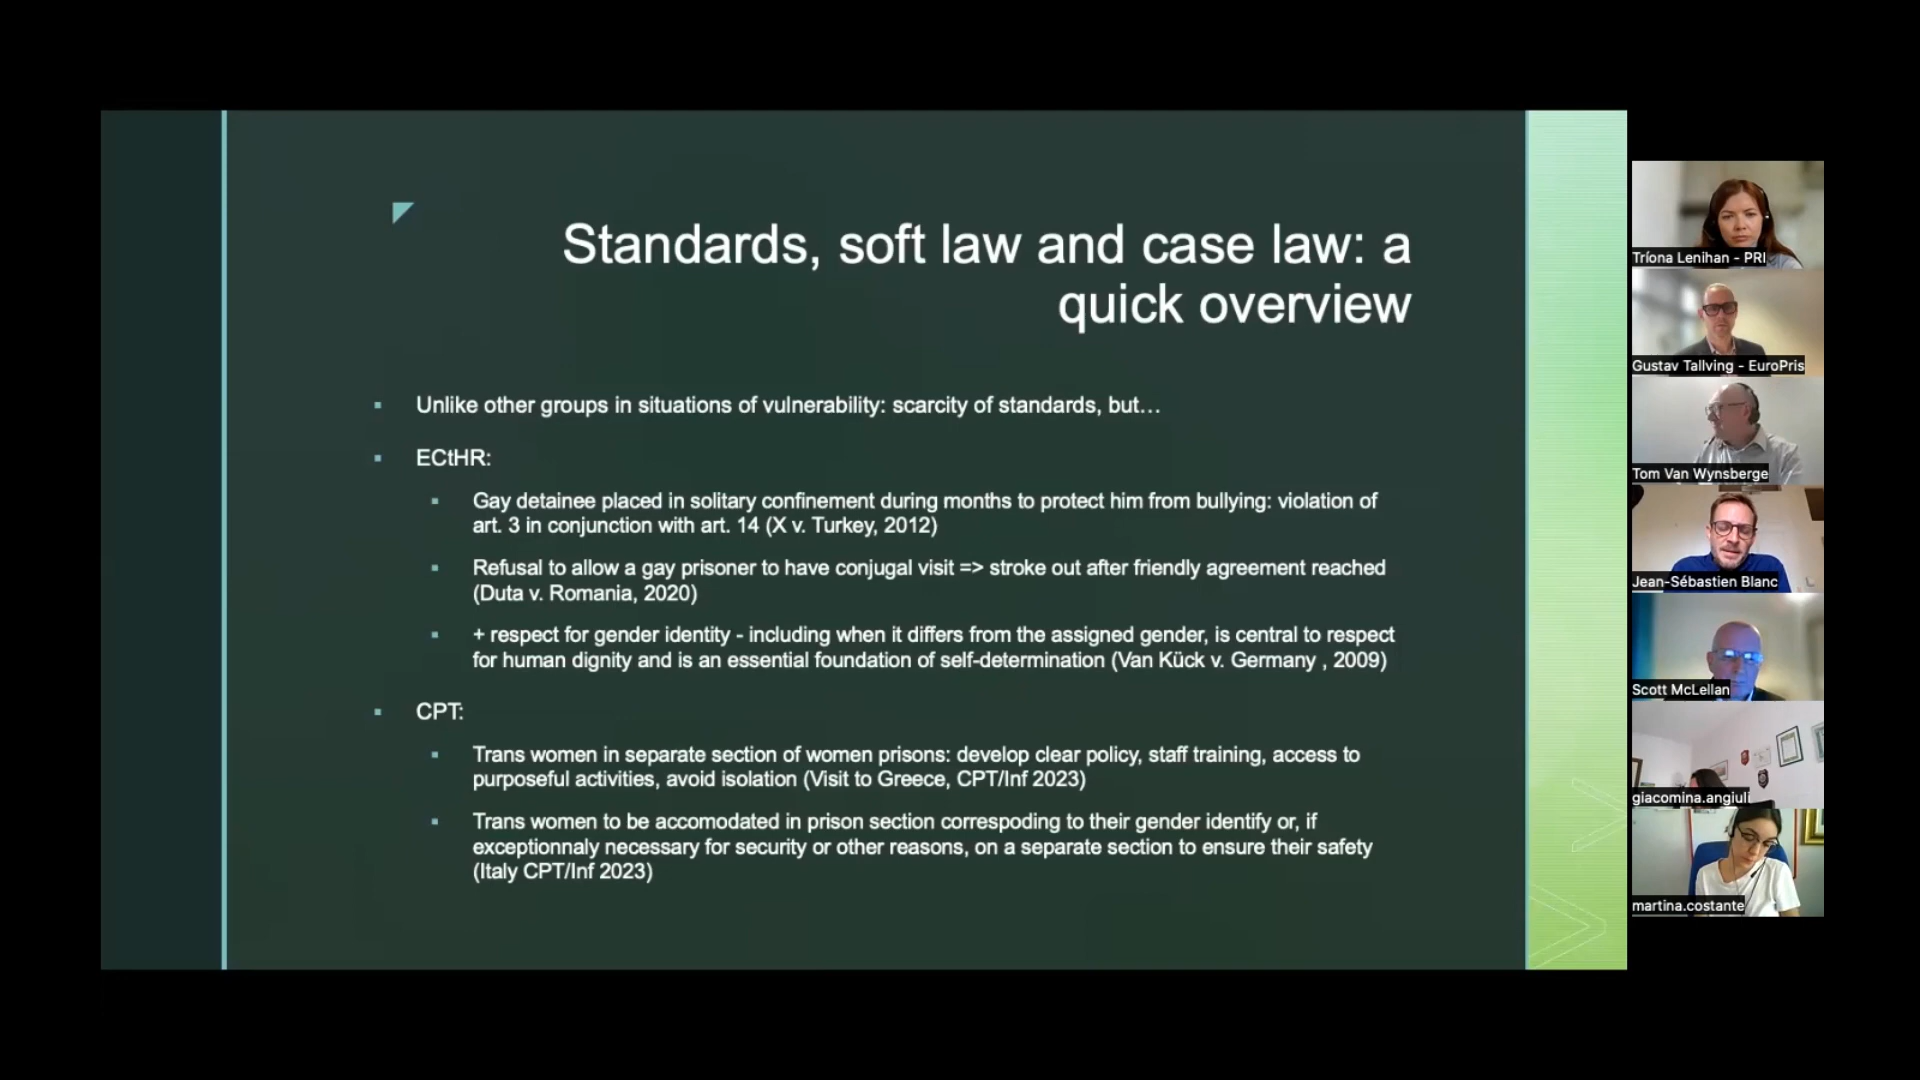 Standards, soft law and case law: a
quick overview
Unlike other groups in situations of vulnerability: scarcity of standards, but…
ECtHR:
Gay detainee placed in solitary confinement during months to protect him from bullying: violation of
art. 3 in conjunction with art. 14 (X v. Turkey, 2012)
Refusal to allow a gay prisoner to have conjugal visit => stroke out after friendly agreement reached
(Duta v. Romania, 2020)
+ respect for gender identity - including when it differs from the assigned gender, is central to respect
for human dignity and is an essential foundation of self-determination (Van Kück v. Germany , 2009)
CPT:
Trans women in separate section of women prisons: develop clear policy, staff training, access to
purposeful activities, avoid isolation (Visit to Greece, CPT/Inf 2023)
Trans women to be accomodated in prison section correspoding to their gender identify or, if
exceptionnaly necessary for security or other reasons, on a separate section to ensure their safety
(Italy CPT/Inf 2023)
Tríona Lenihan - PRI
Gustav Tallving - EuroPris
Tom Van Wynsberge
Jean-Sébastien Blanc
Scott McLellan
giacomina.angiuli
martina.costante